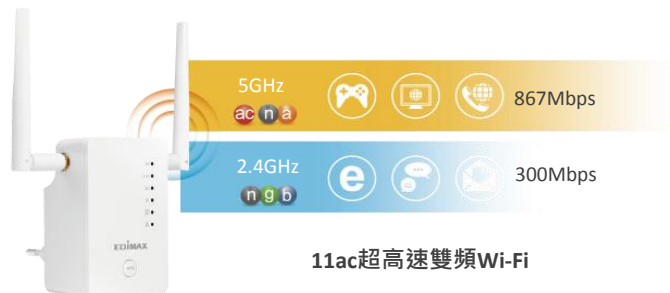 5GHz
ac n a
867Mbps
2.4GHz
n g b
300Mbps
e
EDIMAX
11ac超高速雙頻Wi-Fi